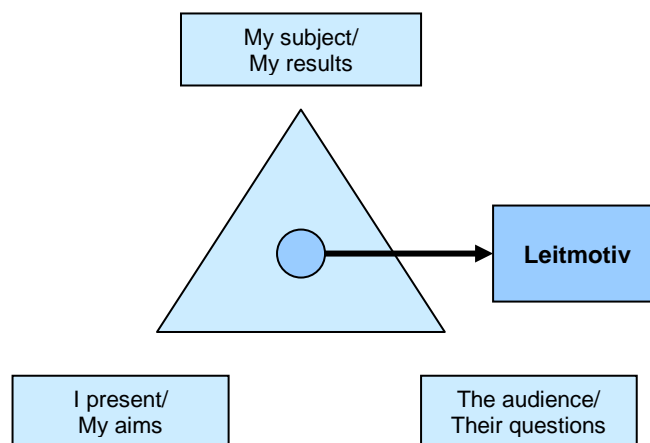 My subject/
My results
Leitmotiv
I present/
My aims
The audience/
Their questions